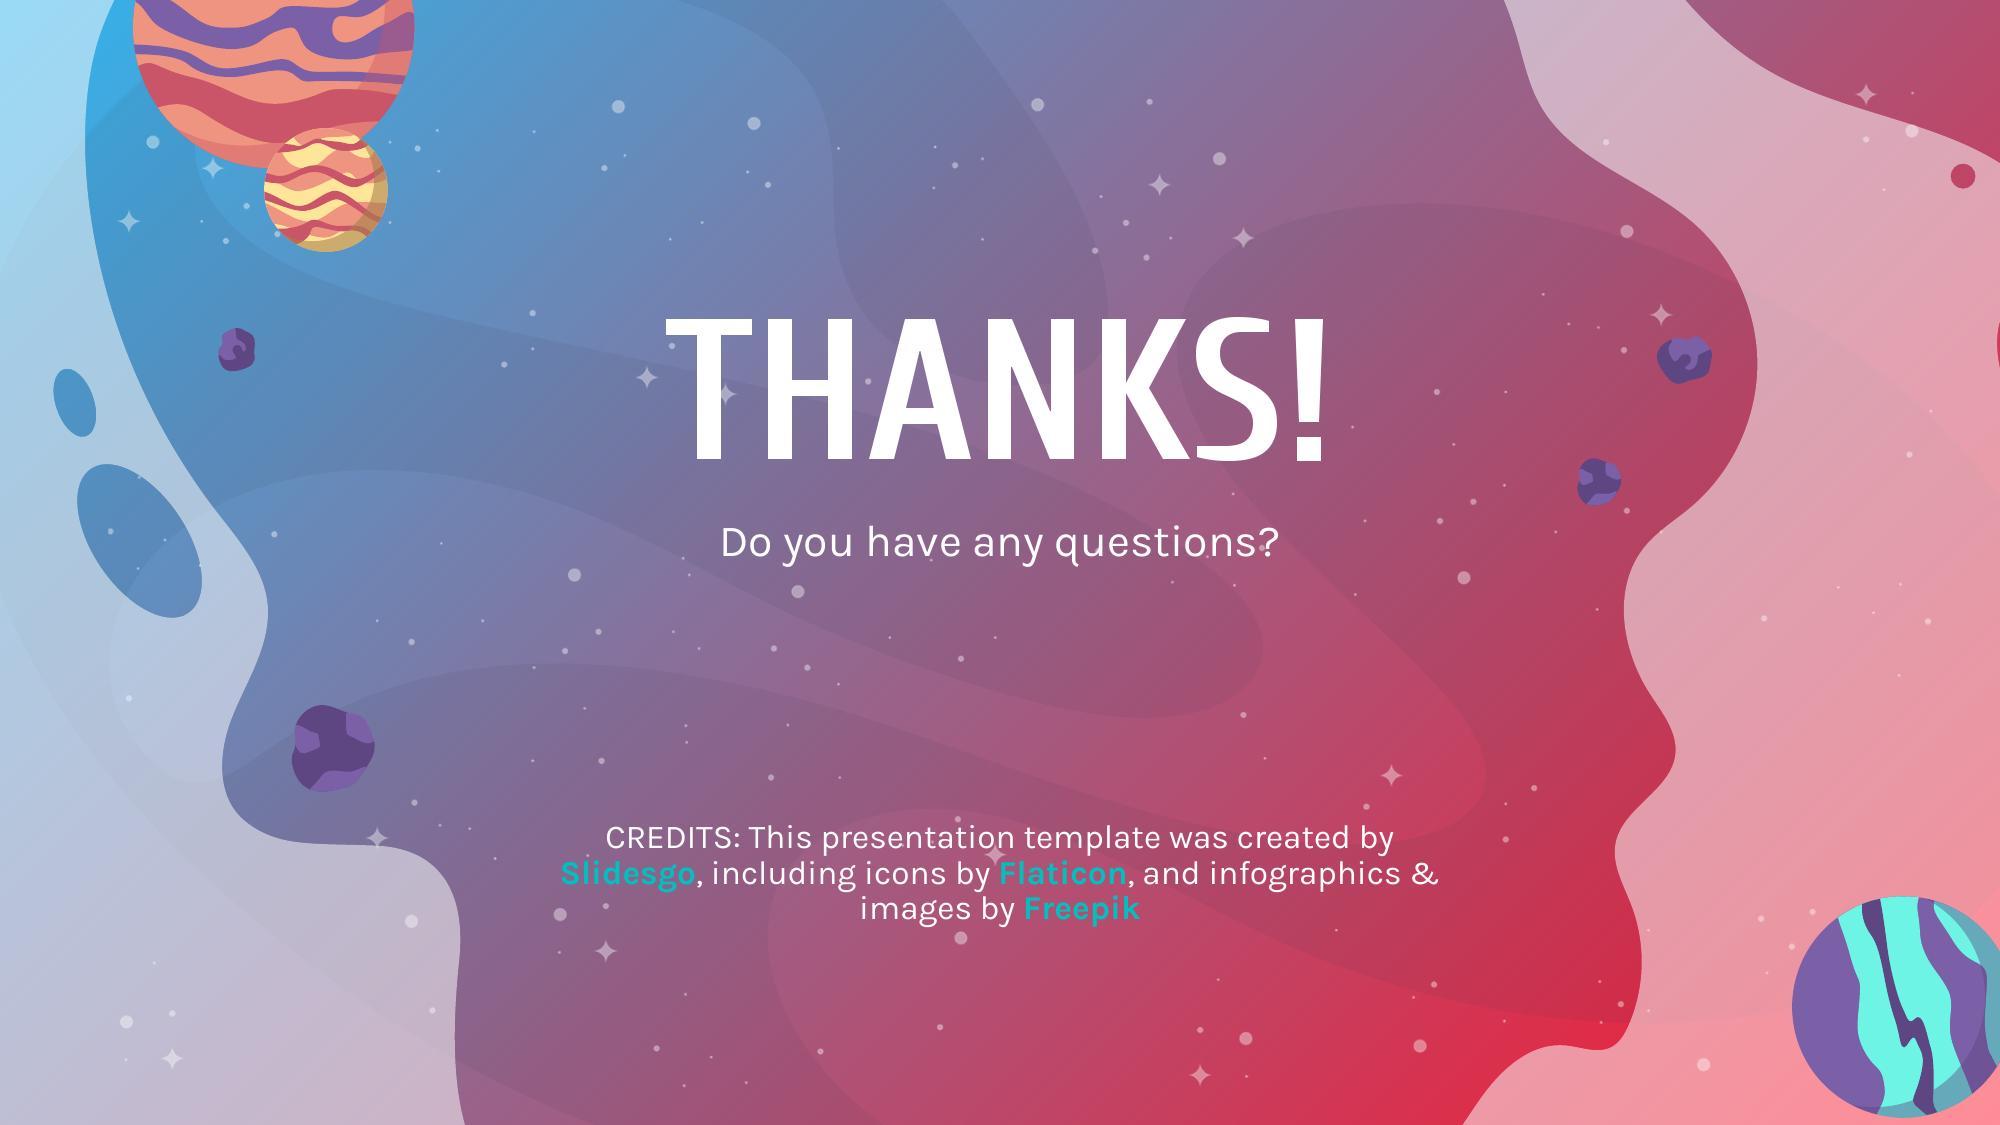 THANKS!
Do you have any questions?
CREDITS: This presentation template was created by
Slidesgo, including icons by Flaticon, and infographics &
images by Freepik